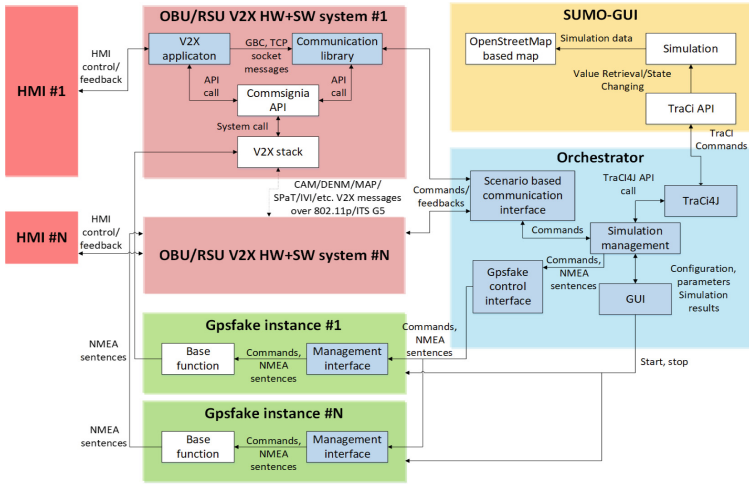 OBU/RSU V2X HW+SW system #1
SUMO-GUI
HMI #1
HMI
control/
feedback
V2X
applicaton
GBC, TCP
socket
messages
Communication
library
API
call
API
call
Commsignia
API
System call
V2X stack
OpenStreetMap
based map
Simulation data
Simulation
Value Retrieval/State
Changing
TraCi API
TraCI
Commands
CAM/DENM/MAP/
SPaT/IVI/etc. V2X messages
over 802.11p/ITS G5
Commands/
feedbacks
Orchestrator
Scenario based
communication
interface
TraCI4J API
call
TraCi4J
Commands
Simulation
management
HMI #N
HMI
control/
feedback
OBU/RSU V2X HW+SW system #N
Gpsfake
control
interface
Commands,
NMEA
sentences
GUI
Configuration,
parameters
Simulation
results
Gpsfake instance #1
NMEA
sentences
Base
function
Commands,
NMEA
sentences
Management
interface
Commands,
NMEA
sentences
Start, stop
Gpsfake instance #N
NMEA
sentences
Base
function
Commands,
NMEA
sentences
Management
interface